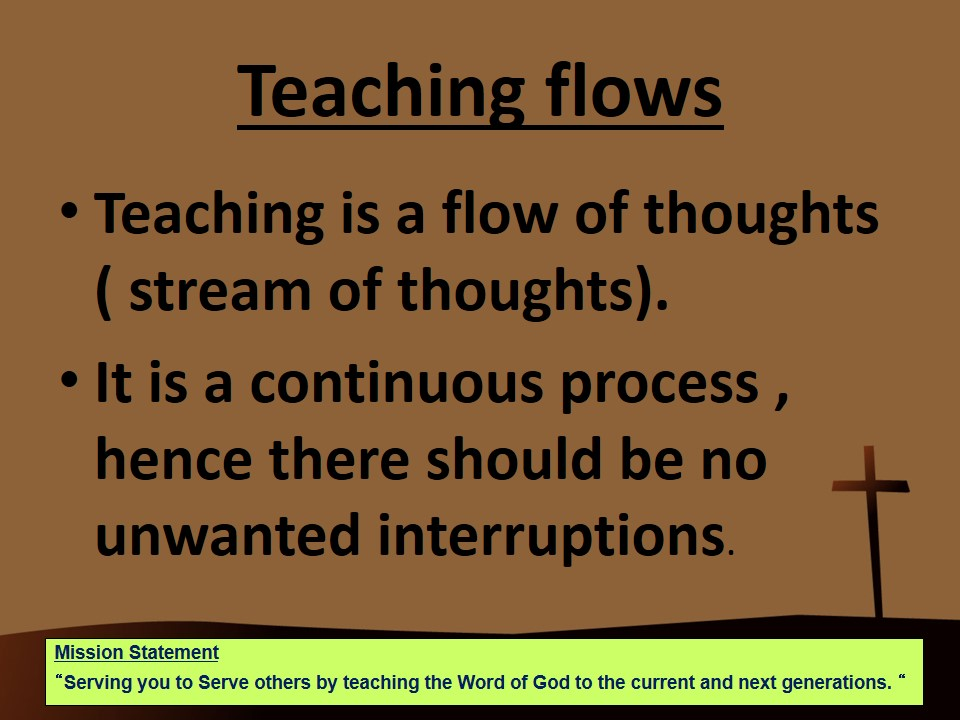 Teaching flows
• Teaching is a flow of thoughts
( stream of thoughts).
• It is a continuous process ,
hence there should be no
unwanted interruptions.
Mission Statement
“Serving you to Serve others by teaching the Word of God to the current and next generations. “